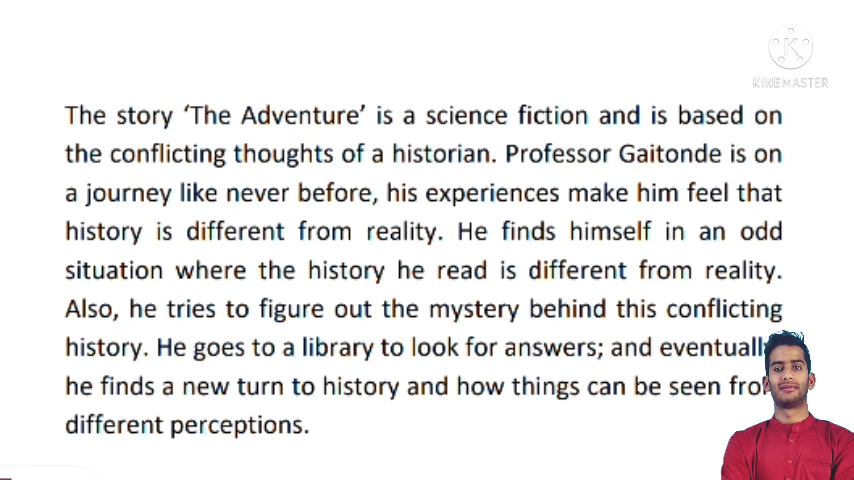 KINEMASTER
The story ‘The Adventure’ is a science fiction and is based on
the conflicting thoughts of a historian. Professor Gaitonde is on
a journey like never before, his experiences make him feel that
history is different from reality. He finds himself in an odd
situation where the history he read is different from reality.
Also, he tries to figure out the mystery behind this conflicting
history. He goes to a library to look for answers; and eventually
he finds a new turn to history and how things can be seen from
different perceptions.